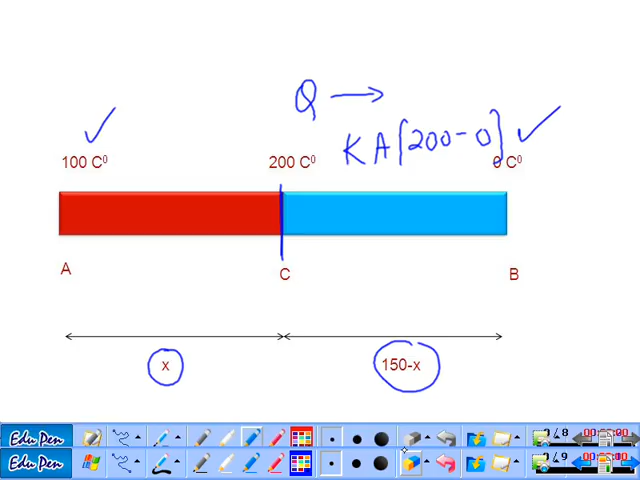 Q →
KA[200-0] ✓
✓
100 C⁰ 200 C⁰ 0 C⁰
A C B
x 150-x
Edu Pen
Edu Pen